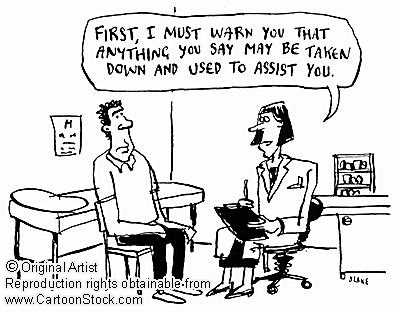 FIRST, I MUST WARN YOU THAT
ANYTHING YOU SAY MAY BE TAKEN
DOWN AND USED TO ASSIST YOU.
© Original Artist
Reproduction rights obtainable from
www.CartoonStock.com